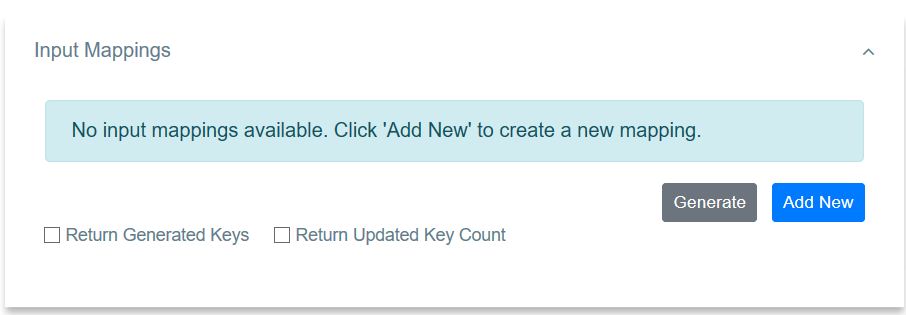 Input Mappings
No input mappings available. Click 'Add New' to create a new mapping.
Generate Add New
Return Generated Keys Return Updated Key Count